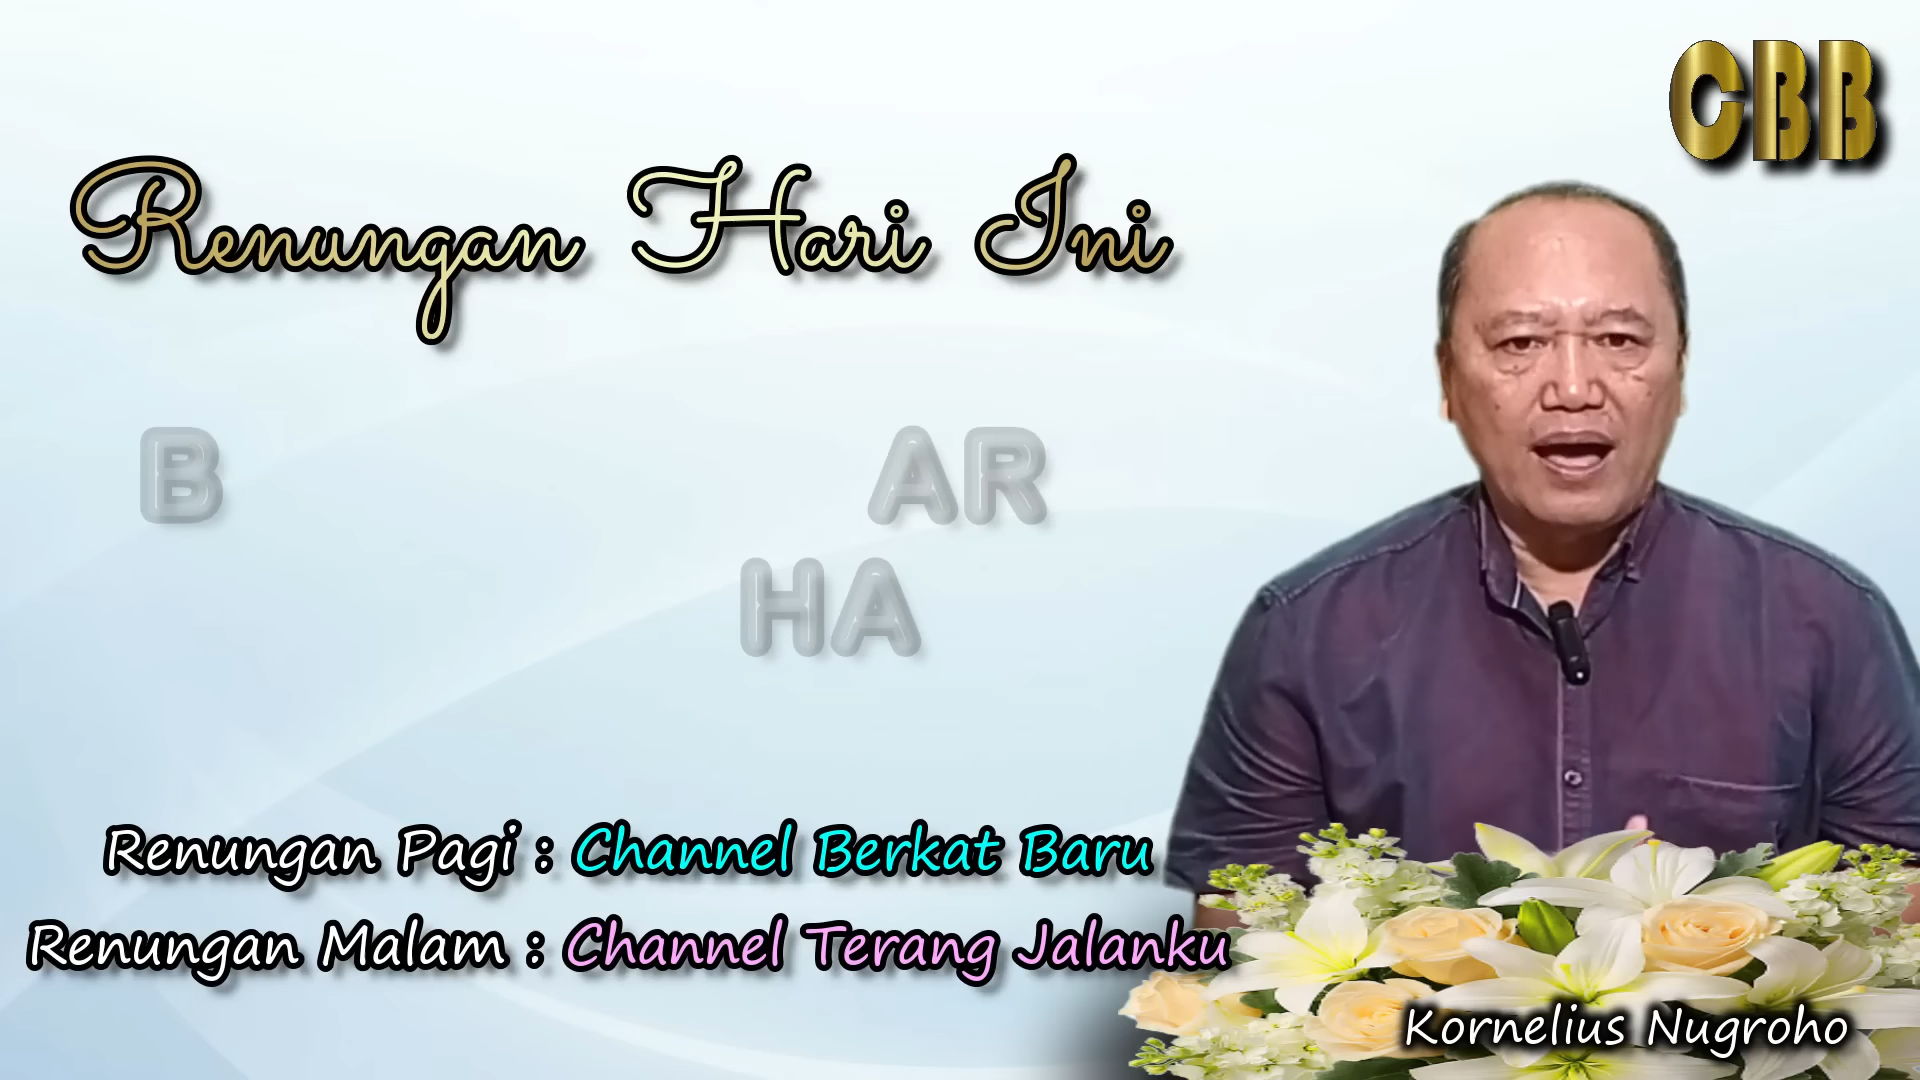 CBB
Renungan Hari Ini
B AR
HA
Renungan Pagi : Channel Berkat Baru
Renungan Malam : Channel Terang Jalanku
Kornelius Nugroho